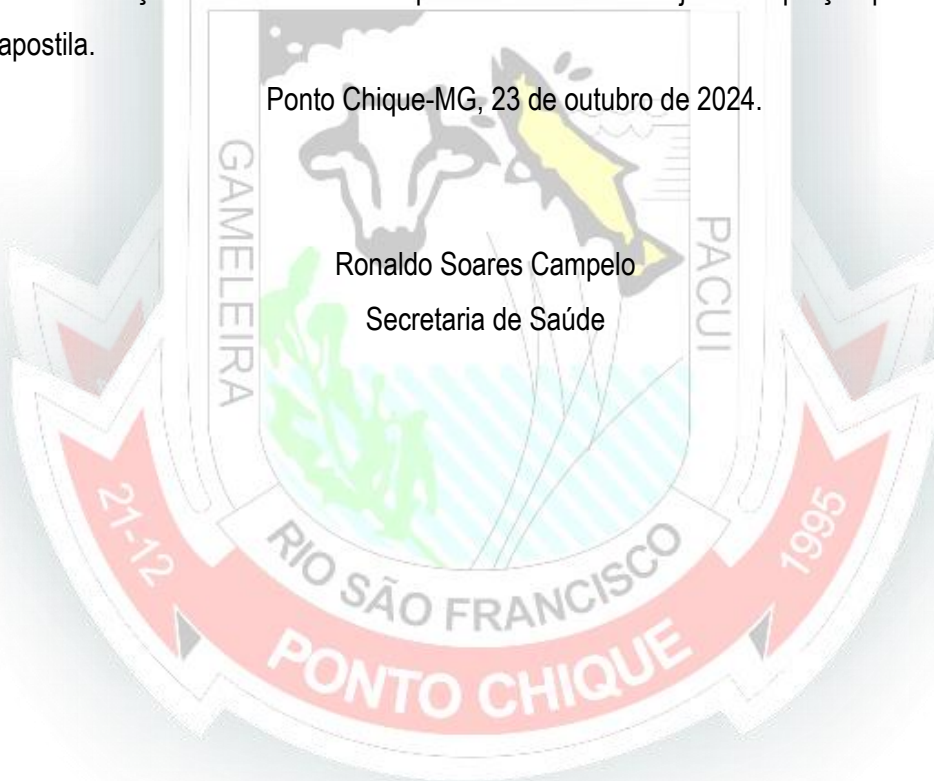 apostila.
Ponto Chique-MG, 23 de outubro de 2024.
Ronaldo Soares Campelo
Secretaria de Saúde
GAMELEIRA
PACUI
21-12
RIO SÃO FRANCISCO
1995
PONTO CHIQUE